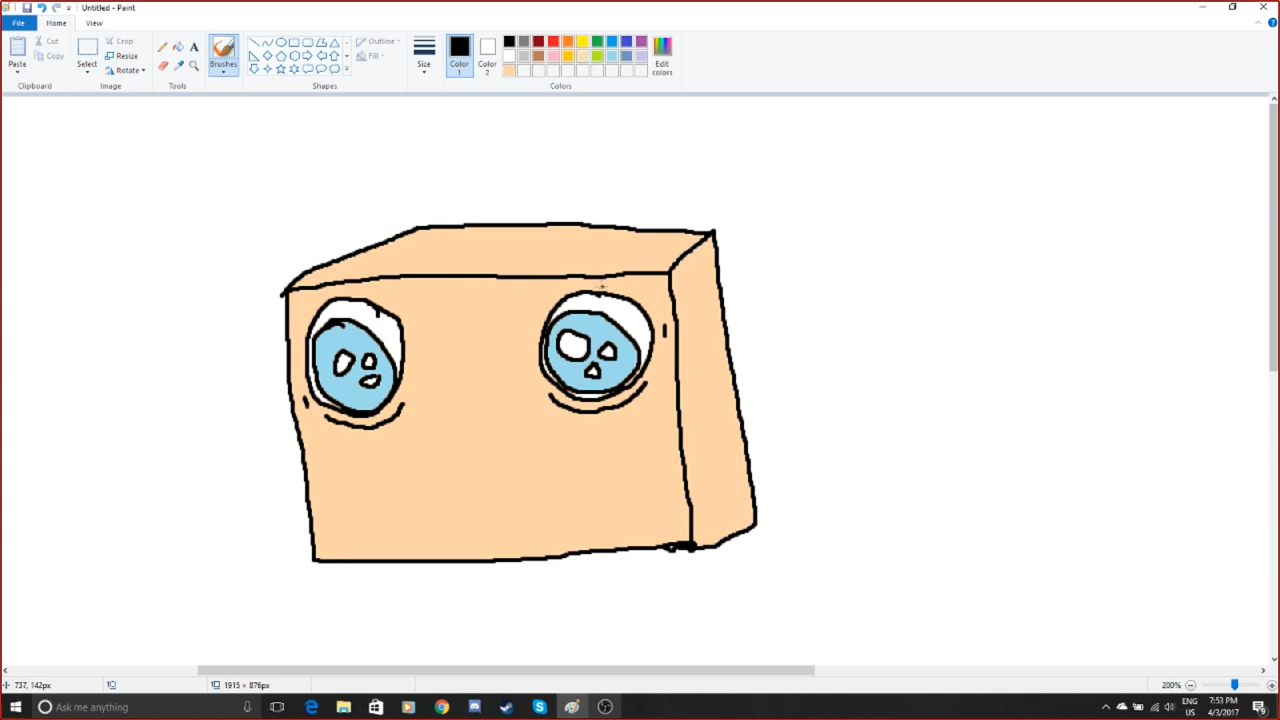 Untitled - Paint
File Home View
Paste Cut Copy
Clipboard
Select Crop Resize Rotate
Image
A
Tools
Brushes
Outline Fill
Shapes
Size
Color 1
Color 2
Edit colors
Colors
737, 142px
1915 × 876px
200%
Ask me anything
ENG US
7:53 PM
4/3/2017